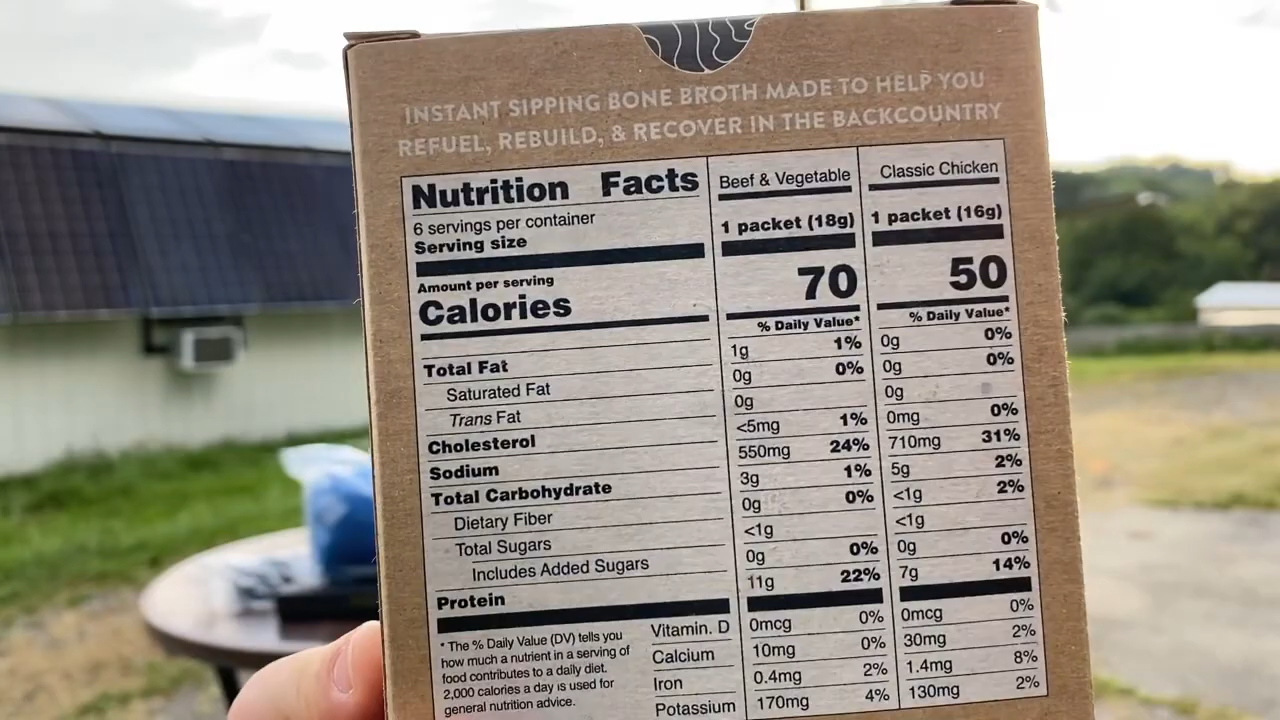 INSTANT SIPPING BONE BROTH MADE TO HELP YOU
REFUEL, REBUILD, & RECOVER IN THE BACKCOUNTRY
Nutrition Facts Beef & Vegetable Classic Chicken
6 servings per container
Serving size 1 packet (18g) 1 packet (16g)
Amount per serving
Calories 70 50
% Daily Value* % Daily Value*
Total Fat 1g 1% 0g 0%
Saturated Fat 0g 0% 0g 0%
Trans Fat 0g 0g
Cholesterol <5mg 1% 0mg 0%
Sodium 550mg 24% 710mg 31%
Total Carbohydrate 3g 1% 5g 2%
Dietary Fiber 0g 0% <1g 2%
Total Sugars <1g <1g
Includes Added Sugars 0g 0% 0g 0%
Protein 11g 22% 7g 14%
* The % Daily Value (DV) tells you
how much a nutrient in a serving of
food contributes to a daily diet.
2,000 calories a day is used for
general nutrition advice.
Vitamin. D 0mcg 0% 0mcg 0%
Calcium 10mg 0% 30mg 2%
Iron 0.4mg 2% 1.4mg 8%
Potassium 170mg 4% 130mg 2%